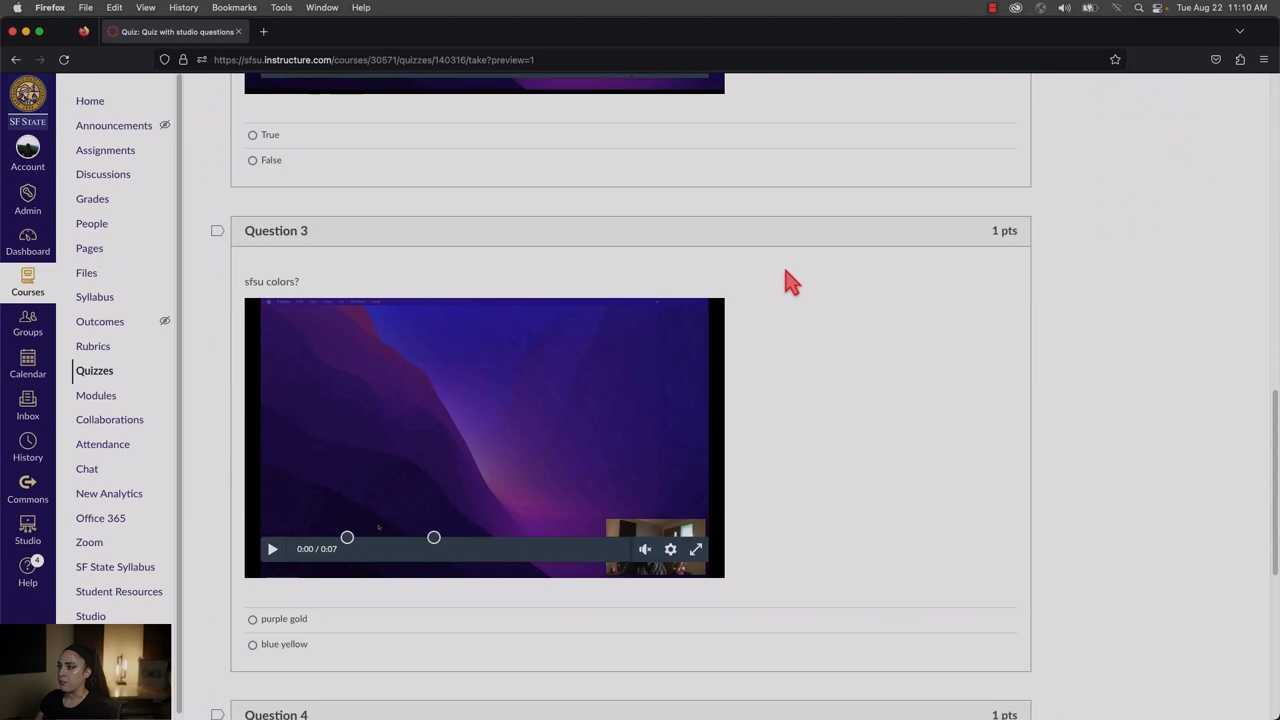 Firefox File Edit View History Bookmarks Tools Window Help Tue Aug 22 11:10 AM
Quiz: Quiz with studio questions
https://sfsu.instructure.com/courses/30571/quizzes/140316/take?preview=1
SF STATE
Account
Admin
Dashboard
Courses
Groups
Calendar
Inbox
History
Commons
Studio
4
Help
Home
Announcements
Assignments
Discussions
Grades
People
Pages
Files
Syllabus
Outcomes
Rubrics
Quizzes
Modules
Collaborations
Attendance
Chat
New Analytics
Office 365
Zoom
SF State Syllabus
Student Resources
Studio
True
False
Question 3 1 pts
sfsu colors?
0:00 / 0:07
purple gold
blue yellow
Question 4 1 pts